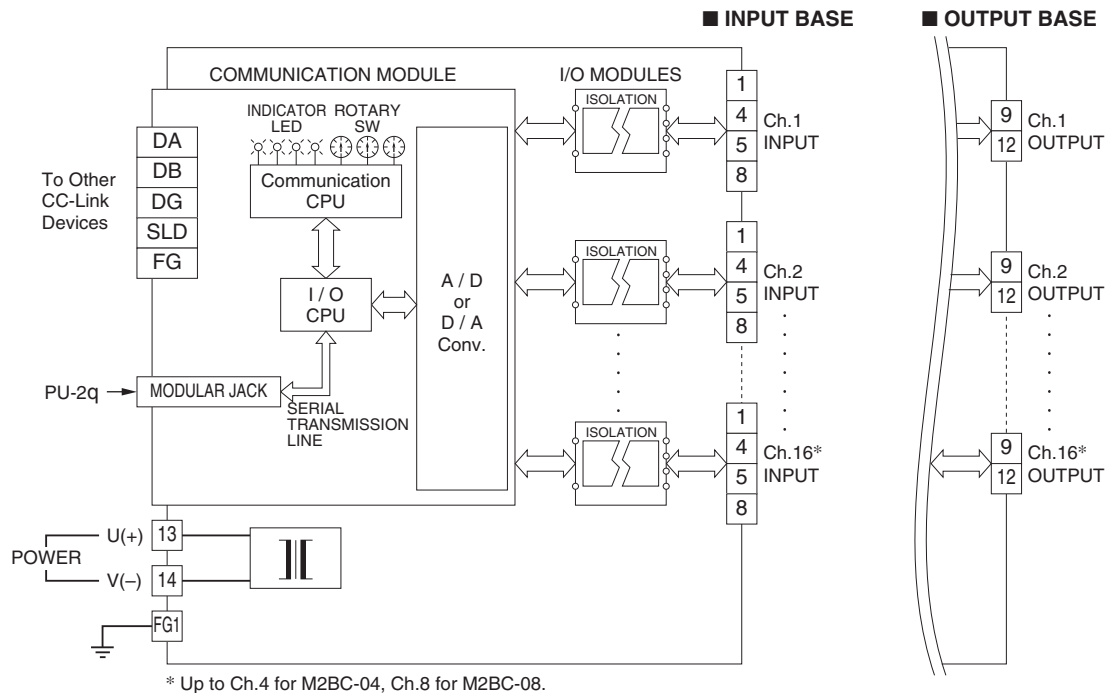 ■ INPUT BASE
■ OUTPUT BASE
COMMUNICATION MODULE
I/O MODULES
INDICATOR LED
ROTARY SW
Communication CPU
To Other
CC-Link
Devices
DA
DB
DG
SLD
FG
I / O
CPU
A / D
or
D / A
Conv.
PU-2q
MODULAR JACK
SERIAL
TRANSMISSION
LINE
ISOLATION
1
4
5
8
Ch.1
INPUT
ISOLATION
1
4
5
8
Ch.2
INPUT
ISOLATION
1
4
5
8
Ch.16*
INPUT
9
12
Ch.1
OUTPUT
9
12
Ch.2
OUTPUT
9
12
Ch.16*
OUTPUT
POWER
U(+)
13
V(–)
14
FG1
* Up to Ch.4 for M2BC-04, Ch.8 for M2BC-08.